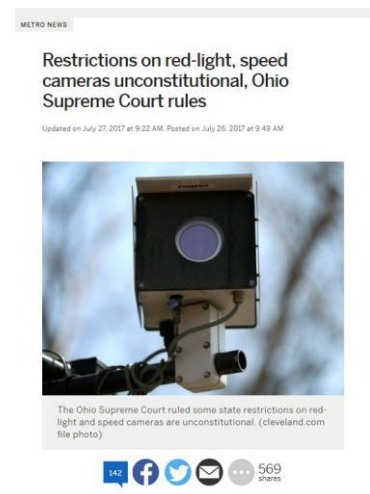 METRO NEWS
Restrictions on red-light, speed
cameras unconstitutional, Ohio
Supreme Court rules
Updated on July 27, 2017 at 9:22 AM, Posted on July 26, 2017 at 9:49 AM
The Ohio Supreme Court ruled some state restrictions on red-
light and speed cameras are unconstitutional. (cleveland.com
file photo)
142
569
shares